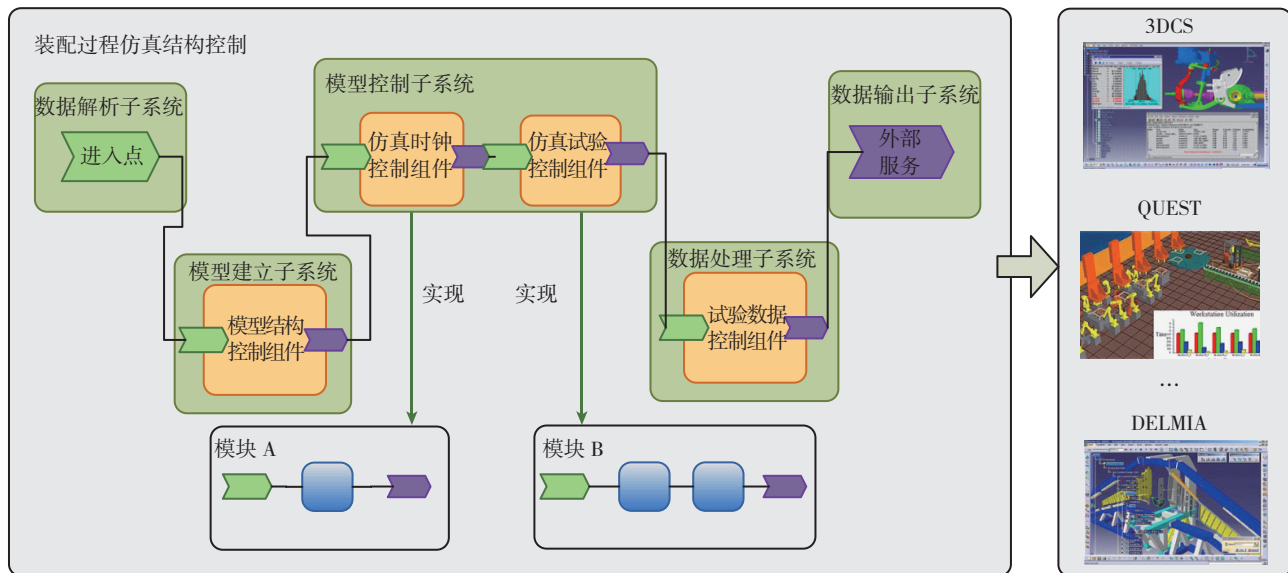 装配过程仿真结构控制
数据解析子系统
进入点
模型建立子系统
模型结构
控制组件
模型控制子系统
仿真时钟
控制组件
仿真试验
控制组件
实现
实现
数据处理子系统
试验数据
控制组件
数据输出子系统
外部
服务
模块 A
模块 B
3DCS
QUEST
Workstation Utilization
Time
...
DELMIA